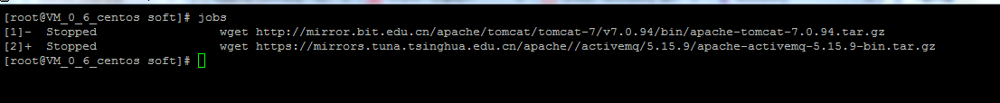 [root@VM_0_6_centos soft]# jobs
[1]-  Stopped                 wget http://mirror.bit.edu.cn/apache/tomcat/tomcat-7/v7.0.94/bin/apache-tomcat-7.0.94.tar.gz
[2]+  Stopped                 wget https://mirrors.tuna.tsinghua.edu.cn/apache//activemq/5.15.9/apache-activemq-5.15.9-bin.tar.gz
[root@VM_0_6_centos soft]#